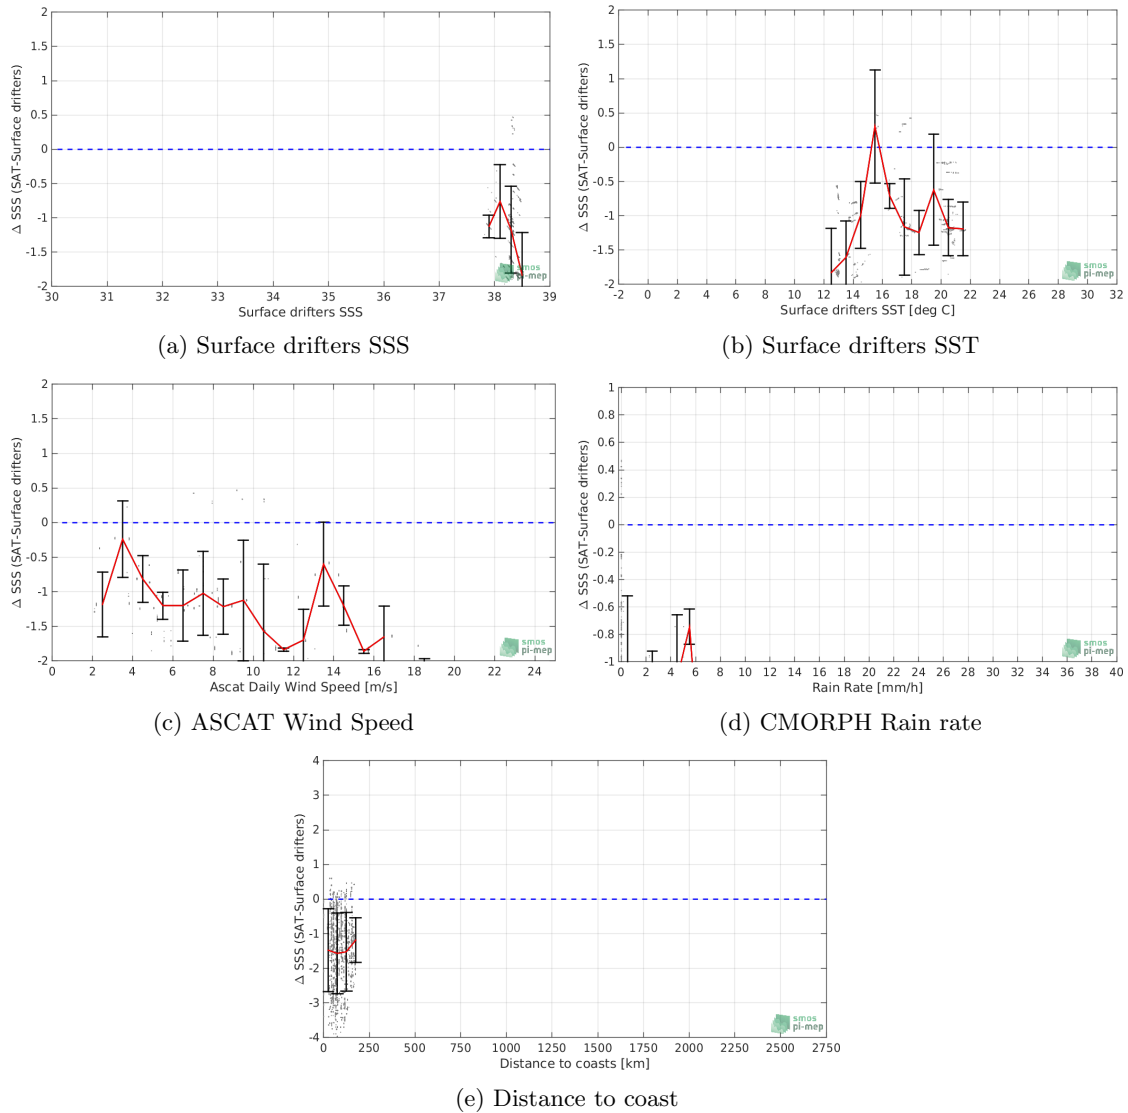 2
1.5
1
0.5
0
-0.5
-1
-1.5
-2
Δ SSS (SAT-Surface drifters)
30 31 32 33 34 35 36 37 38 39
Surface drifters SSS
smos
pi-mep
(a) Surface drifters SSS
2
1.5
1
0.5
0
-0.5
-1
-1.5
-2
Δ SSS (SAT-Surface drifters)
-2 0 2 4 6 8 10 12 14 16 18 20 22 24 26 28 30 32
Surface drifters SST [deg C]
smos
pi-mep
(b) Surface drifters SST
2
1.5
1
0.5
0
-0.5
-1
-1.5
-2
Δ SSS (SAT-Surface drifters)
0 2 4 6 8 10 12 14 16 18 20 22 24
Ascat Daily Wind Speed [m/s]
smos
pi-mep
(c) ASCAT Wind Speed
1
0.8
0.6
0.4
0.2
0
-0.2
-0.4
-0.6
-0.8
-1
Δ SSS (SAT-Surface drifters)
0 2 4 6 8 10 12 14 16 18 20 22 24 26 28 30 32 34 36 38 40
Rain Rate [mm/h]
smos
pi-mep
(d) CMORPH Rain rate
4
3
2
1
0
-1
-2
-3
-4
Δ SSS (SAT-Surface drifters)
0 250 500 750 1000 1250 1500 1750 2000 2250 2500 2750
Distance to coasts [km]
smos
pi-mep
(e) Distance to coast